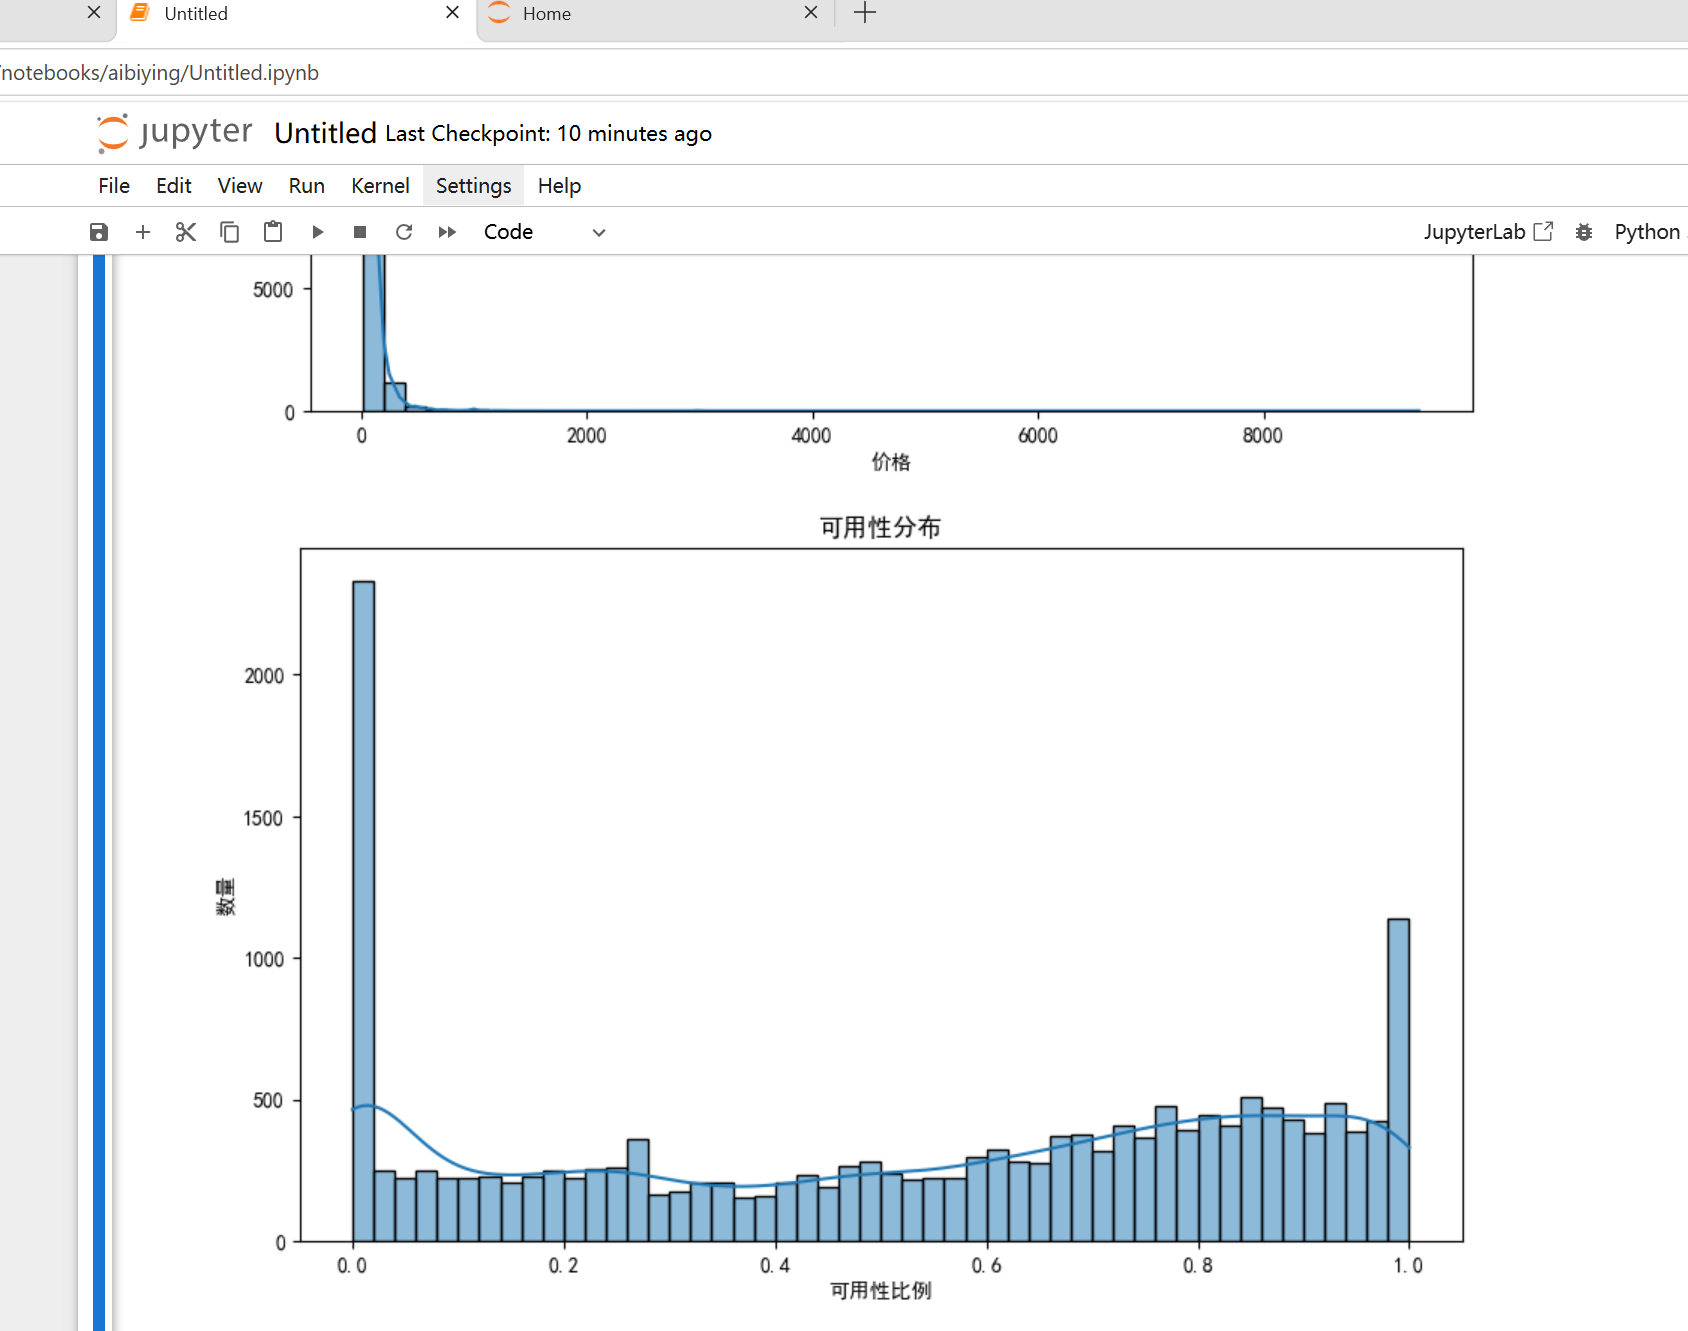 Untitled
Home
/notebooks/aibiying/Untitled.ipynb
jupyter Untitled Last Checkpoint: 10 minutes ago
File Edit View Run Kernel Settings Help
Code
JupyterLab
Python
5000
0
0 2000 4000 6000 8000
价格
可用性分布
2000
1500
数量
1000
500
0
0.0 0.2 0.4 0.6 0.8 1.0
可用性比例